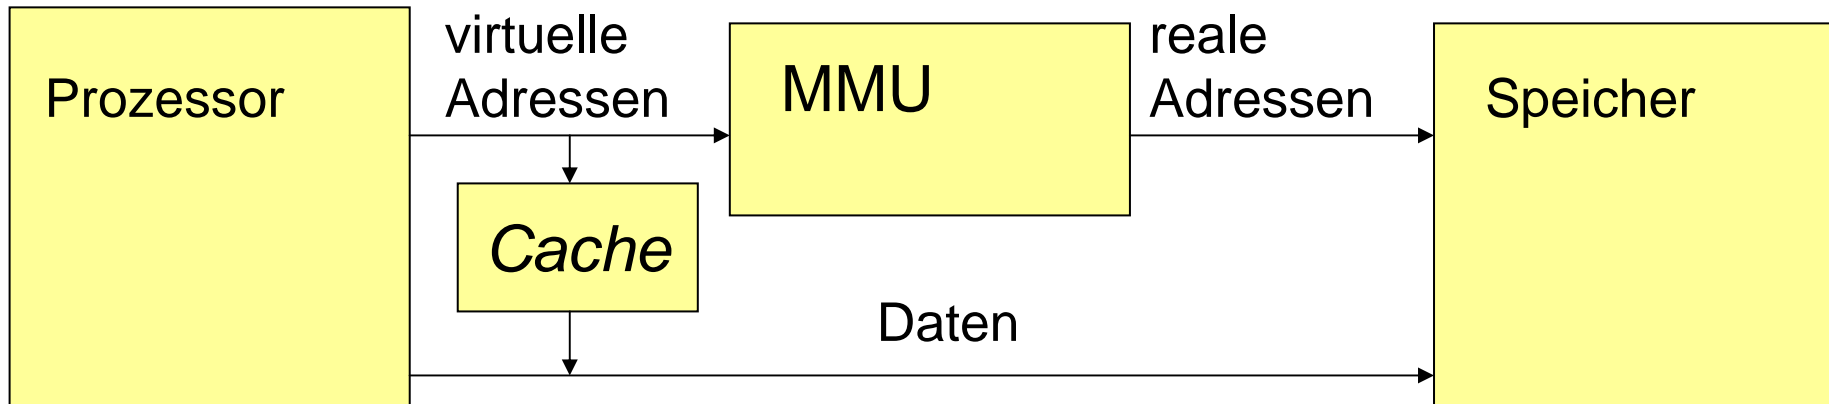 Prozessor
virtuelle
Adressen
MMU
reale
Adressen
Speicher
Cache
Daten